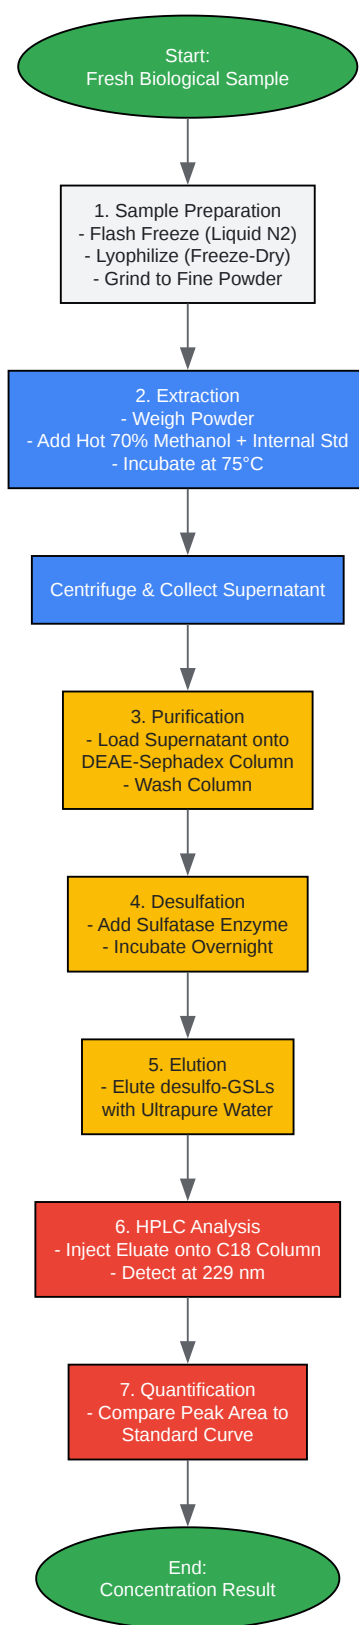 Start:
Fresh Biological Sample
1. Sample Preparation
- Flash Freeze (Liquid N2)
- Lyophilize (Freeze-Dry)
- Grind to Fine Powder
2. Extraction
- Weigh Powder
- Add Hot 70% Methanol + Internal Std
- Incubate at 75°C
Centrifuge & Collect Supernatant
3. Purification
- Load Supernatant onto
DEAE-Sephadex Column
- Wash Column
4. Desulfation
- Add Sulfatase Enzyme
- Incubate Overnight
5. Elution
- Elute desulfo-GSLs
with Ultrapure Water
6. HPLC Analysis
- Inject Eluate onto C18 Column
- Detect at 229 nm
7. Quantification
- Compare Peak Area to
Standard Curve
End:
Concentration Result